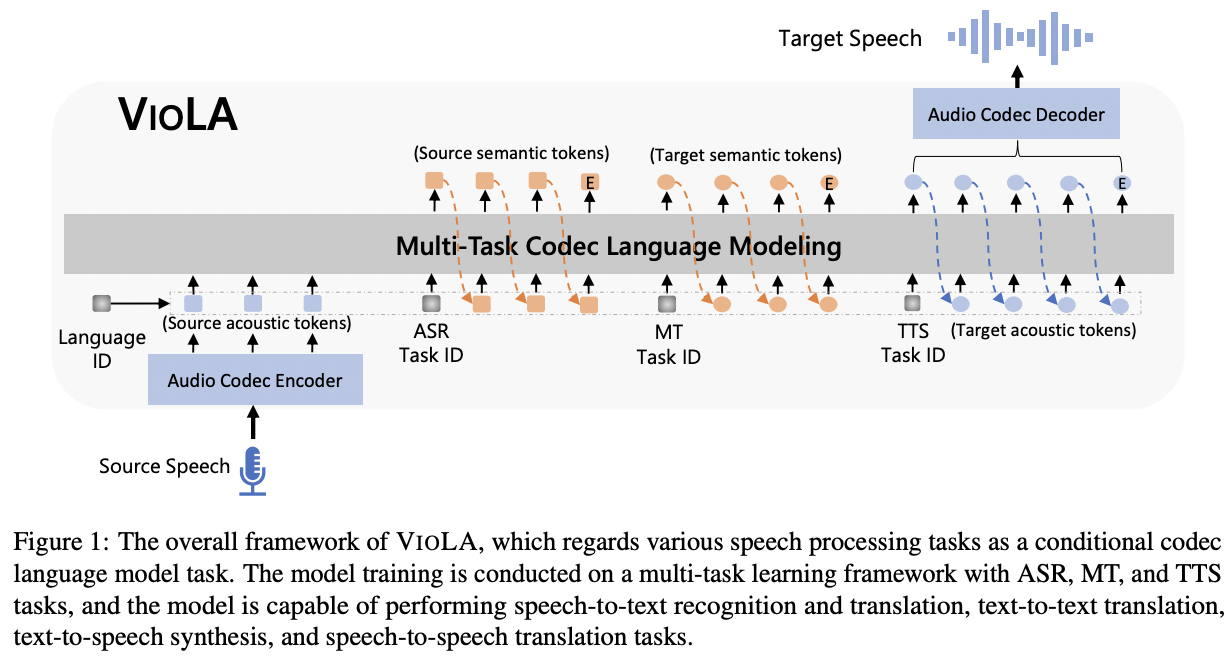 Target Speech
VIOLA
Audio Codec Decoder
(Source semantic tokens)
(Target semantic tokens)
E
E
E
Multi-Task Codec Language Modeling
Language
ID
(Source acoustic tokens)
ASR
Task ID
MT
Task ID
TTS
Task ID
(Target acoustic tokens)
Audio Codec Encoder
Source Speech
Figure 1: The overall framework of VIOLA, which regards various speech processing tasks as a conditional codec
language model task. The model training is conducted on a multi-task learning framework with ASR, MT, and TTS
tasks, and the model is capable of performing speech-to-text recognition and translation, text-to-text translation,
text-to-speech synthesis, and speech-to-speech translation tasks.